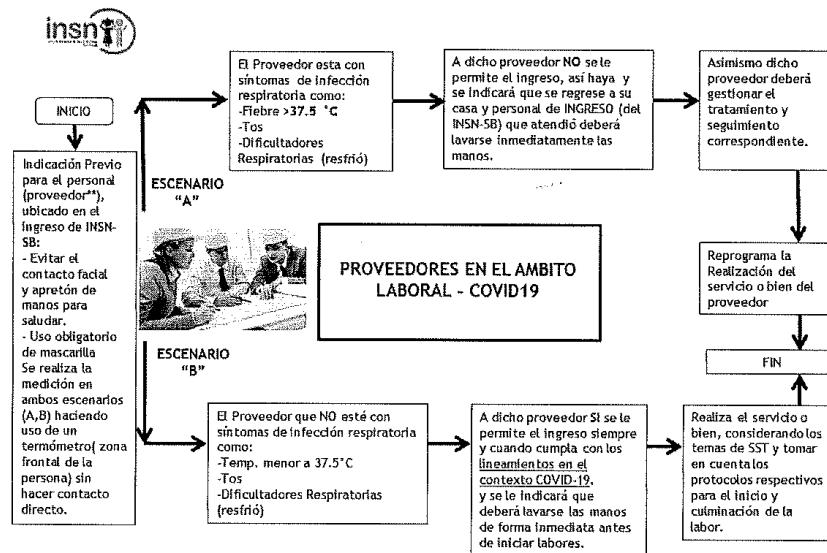 insn
INICIO
Indicación Previo
para el personal
(proveedor**),
ubicado en el
ingreso de INSN-
SB:
- Evitar el
contacto facial
y apretón de
manos para
saludar.
- Uso obligatorio
de mascarilla
Se realiza la
medición en
ambos escenarios
(A,B) haciendo
uso de un
termómetro( zona
frontal de la
persona) sin
hacer contacto
directo.
ESCENARIO
"A"
El Proveedor esta con
síntomas de infección
respiratoria como:
-Fiebre >37.5 °C
-Tos
-Dificultadores
Respiratorias (resfrió)
A dicho proveedor NO se le
permite el ingreso, así haya y
se indicará que se regrese a su
casa y personal de INGRESO (del
INSN-SB) que atendió deberá
lavarse inmediatamente las
manos.
Asimismo dicho
proveedor deberá
gestionar el
tratamiento y
seguimiento
correspondiente.
Reprograma la
Realización del
servicio o bien del
proveedor
FIN
PROVEEDORES EN EL AMBITO
LABORAL - COVID19
ESCENARIO
"B"
El Proveedor que NO esté con
síntomas de infección respiratoria
como:
-Temp. menor a 37.5°C
-Tos
-Dificultadores Respiratorias
(resfrió)
A dicho proveedor SI se le
permite el ingreso siempre
y cuando cumpla con los
lineamientos en el
contexto COVID-19.
y se le indicará que
deberá lavarse las manos
de forma inmediata antes
de iniciar labores.
Realiza el servicio o
bien, considerando los
temas de SST y tomar
en cuenta los
protocolos respectivos
para el inicio y
culminación de la
labor.